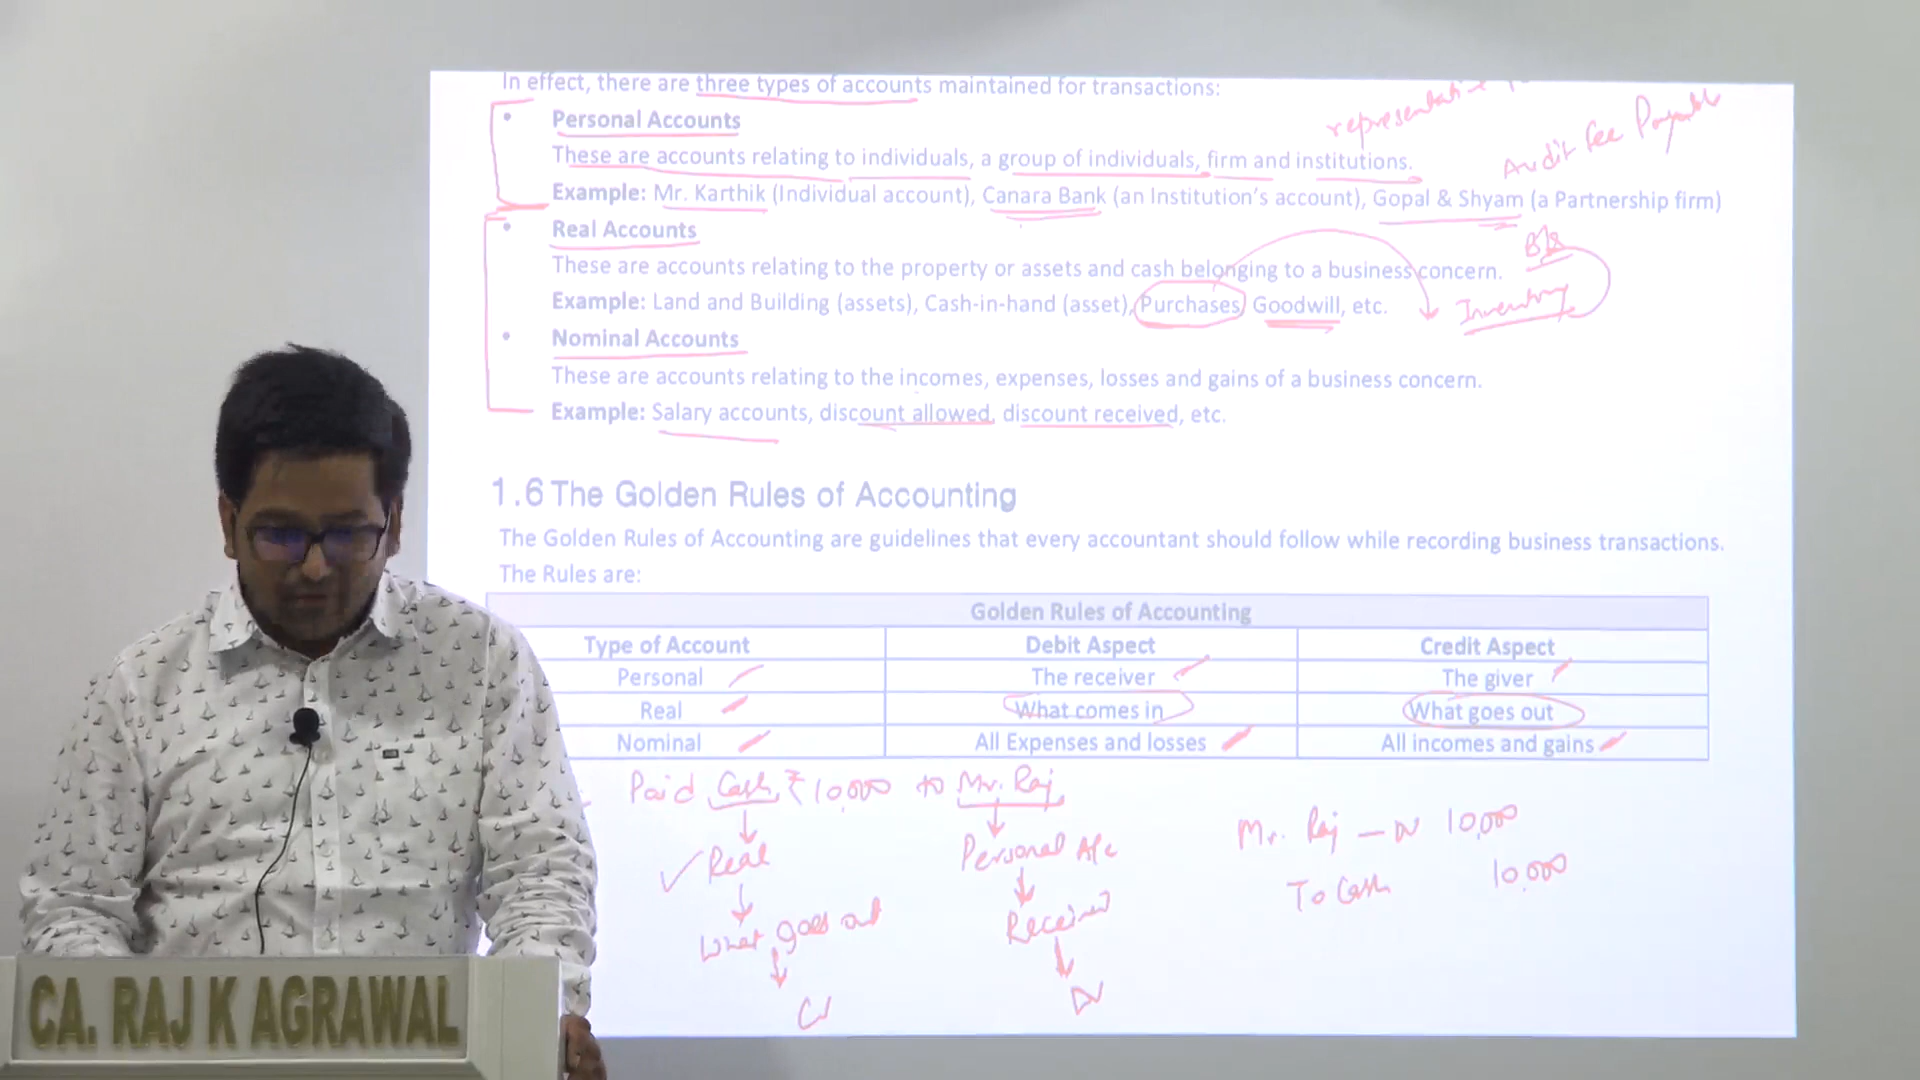 In effect, there are three types of accounts maintained for transactions:
• Personal Accounts
These are accounts relating to individuals, a group of individuals, firm and institutions.
Example: Mr. Karthik (Individual account), Canara Bank (an Institution's account), Gopal & Shyam (a Partnership firm)
Audit fee Payable
• Real Accounts
These are accounts relating to the property or assets and cash belonging to a business concern.
B/S
Example: Land and Building (assets), Cash-in-hand (asset), Purchases Goodwill, etc.
Inventory
• Nominal Accounts
These are accounts relating to the incomes, expenses, losses and gains of a business concern.
Example: Salary accounts, discount allowed, discount received, etc.
1.6 The Golden Rules of Accounting
The Golden Rules of Accounting are guidelines that every accountant should follow while recording business transactions.
The Rules are:
Golden Rules of Accounting
Type of Account Debit Aspect Credit Aspect
Personal The receiver The giver
Real What comes in What goes out
Nominal All Expenses and losses All incomes and gains
Paid Cash ₹ 10,000 to Mr. Raj
Real Personal A/c
What goes out
Cr Dr
Mr. Raj — Dr 10,000
To Cash 10,000
CA. RAJ K AGRAWAL